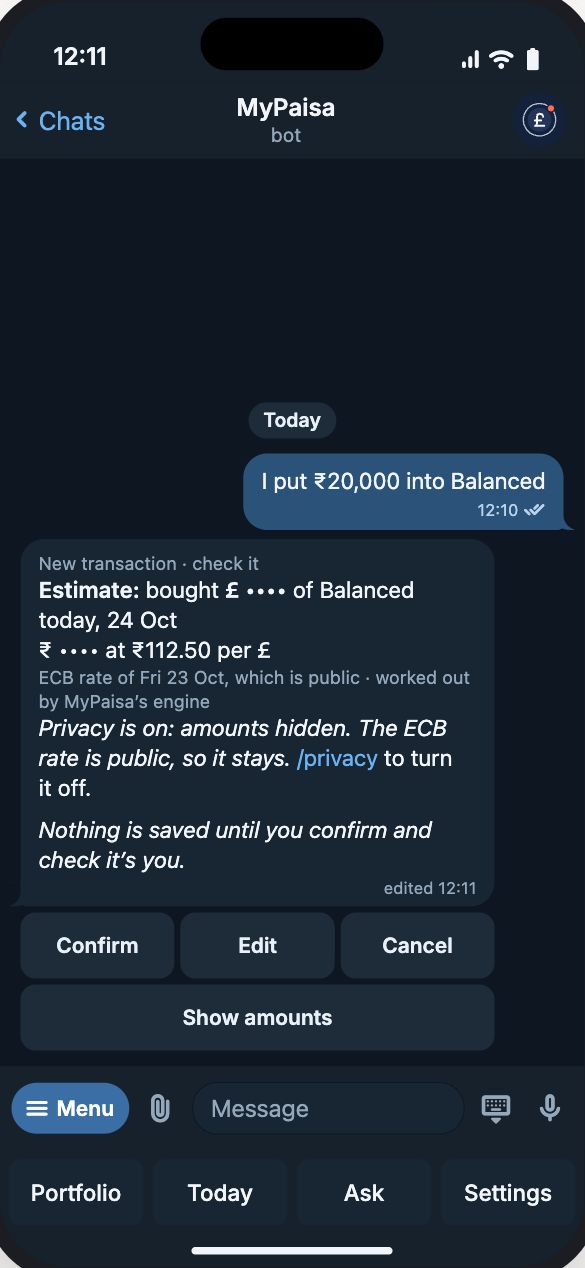 12:11
Chats
MyPaisa
bot
£
Today
I put ₹20,000 into Balanced
12:10
New transaction · check it
Estimate: bought £ •••• of Balanced
today, 24 Oct
₹ •••• at ₹112.50 per £
ECB rate of Fri 23 Oct, which is public · worked out
by MyPaisa’s engine
Privacy is on: amounts hidden. The ECB
rate is public, so it stays. /privacy to turn
it off.
Nothing is saved until you confirm and
check it’s you.
edited 12:11
Confirm Edit Cancel
Show amounts
Menu Message
Portfolio Today Ask Settings